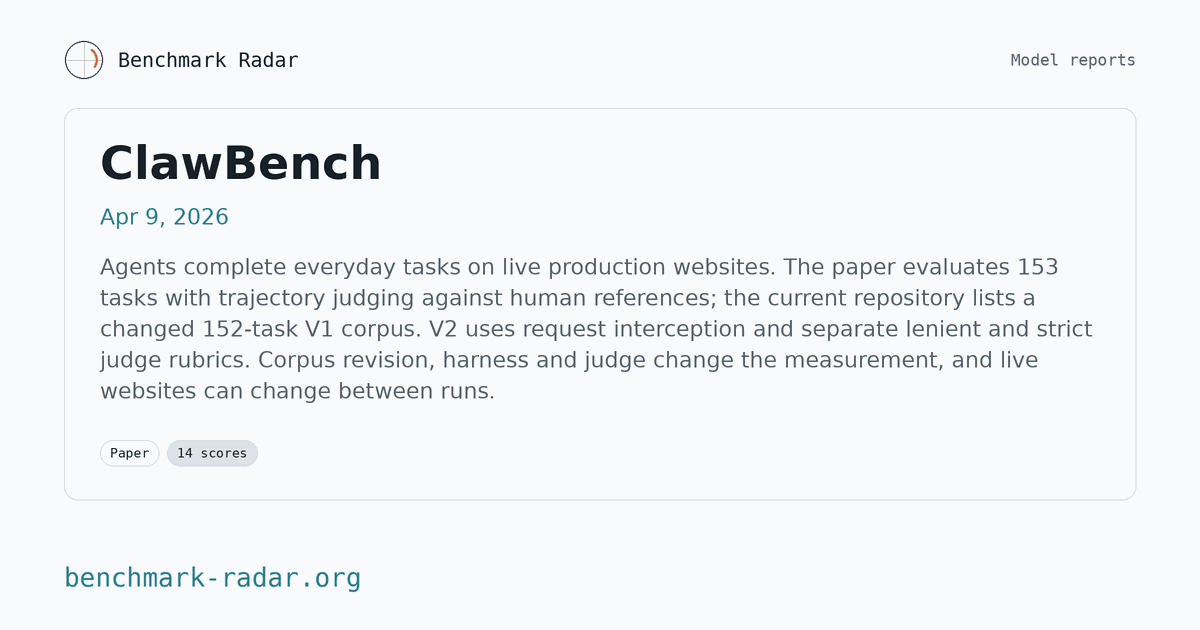 Benchmark Radar
Model reports
ClawBench
Apr 9, 2026
Agents complete everyday tasks on live production websites. The paper evaluates 153
tasks with trajectory judging against human references; the current repository lists a
changed 152-task V1 corpus. V2 uses request interception and separate lenient and strict
judge rubrics. Corpus revision, harness and judge change the measurement, and live
websites can change between runs.
Paper
14 scores
benchmark-radar.org